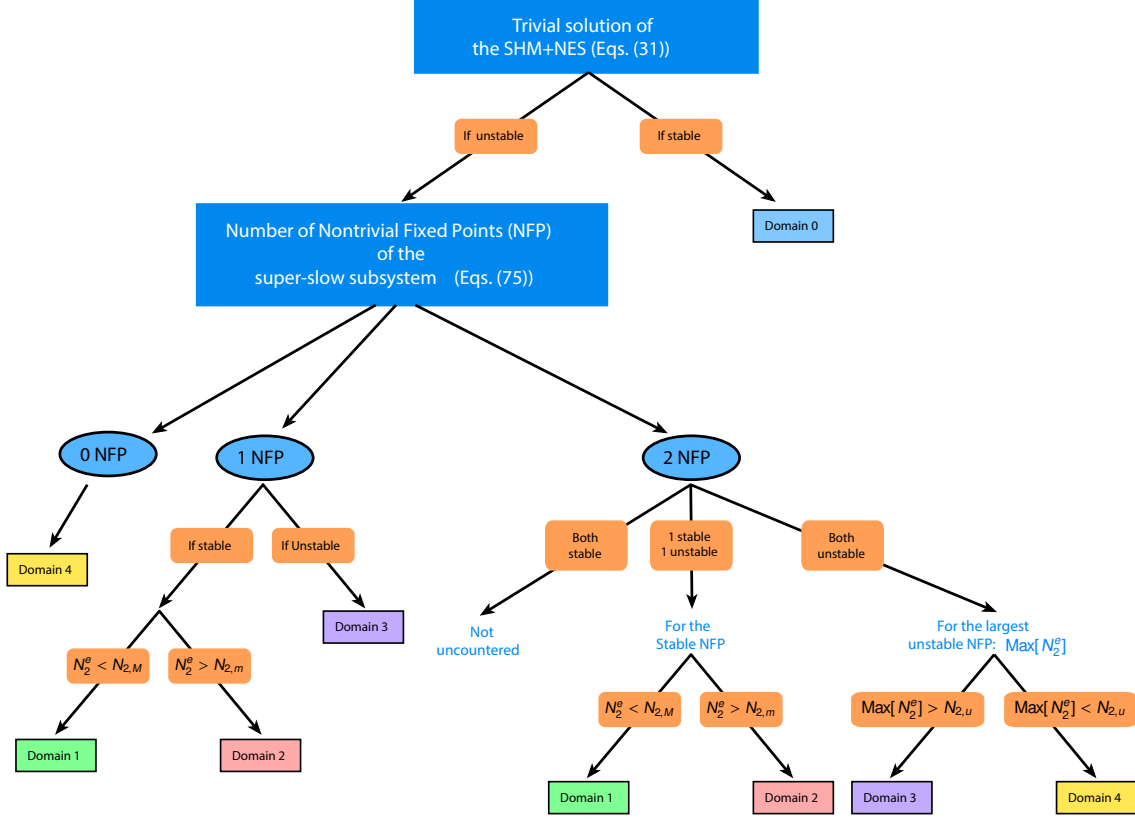 Trivial solution of
the SHM+NES (Eqs. (31))
If unstable
If stable
Domain 0
Number of Nontrivial Fixed Points (NFP)
of the
super-slow subsystem (Eqs. (75))
0 NFP
1 NFP
2 NFP
If stable
If Unstable
Both
stable
1 stable
1 unstable
Both
unstable
Domain 4
Domain 3
Not
uncountered
For the
Stable NFP
For the largest
unstable NFP: Max[ N₂ᵉ]
N₂ᵉ < N₂,M
N₂ᵉ > N₂,m
N₂ᵉ < N₂,M
N₂ᵉ > N₂,m
Max[ N₂ᵉ] > N₂,u
Max[ N₂ᵉ] < N₂,u
Domain 1
Domain 2
Domain 1
Domain 2
Domain 3
Domain 4